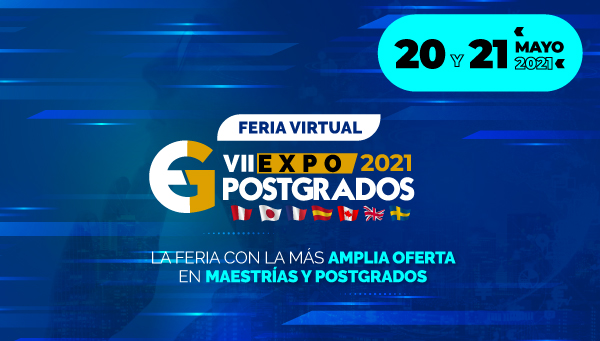 20 Y 21 MAYO
2021
FERIA VIRTUAL
EG
VII EXPO 2021
POSTGRADOS
LA FERIA CON LA MÁS AMPLIA OFERTA
EN MAESTRÍAS Y POSTGRADOS